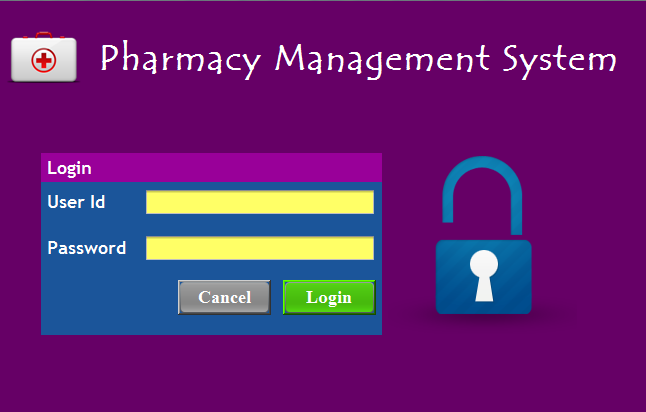 Pharmacy Management System
Login
User Id
Password
Cancel Login